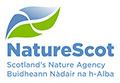 NatureScot
Scotland's Nature Agency
Buidheann Nàdair na h-Alba